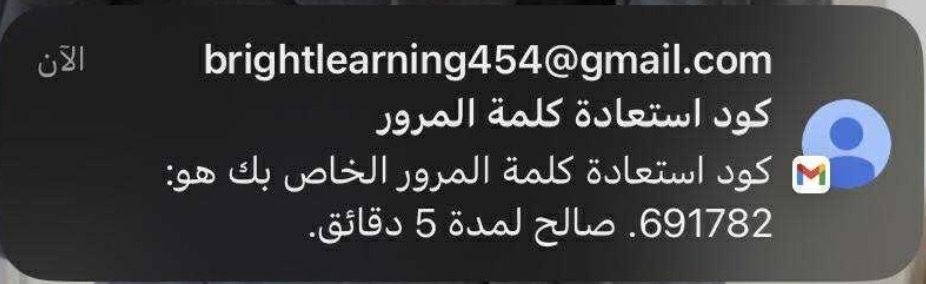 brightlearning454@gmail.com الآن
كود استعادة كلمة المرور
كود استعادة كلمة المرور الخاص بك هو:
691782. صالح لمدة 5 دقائق.